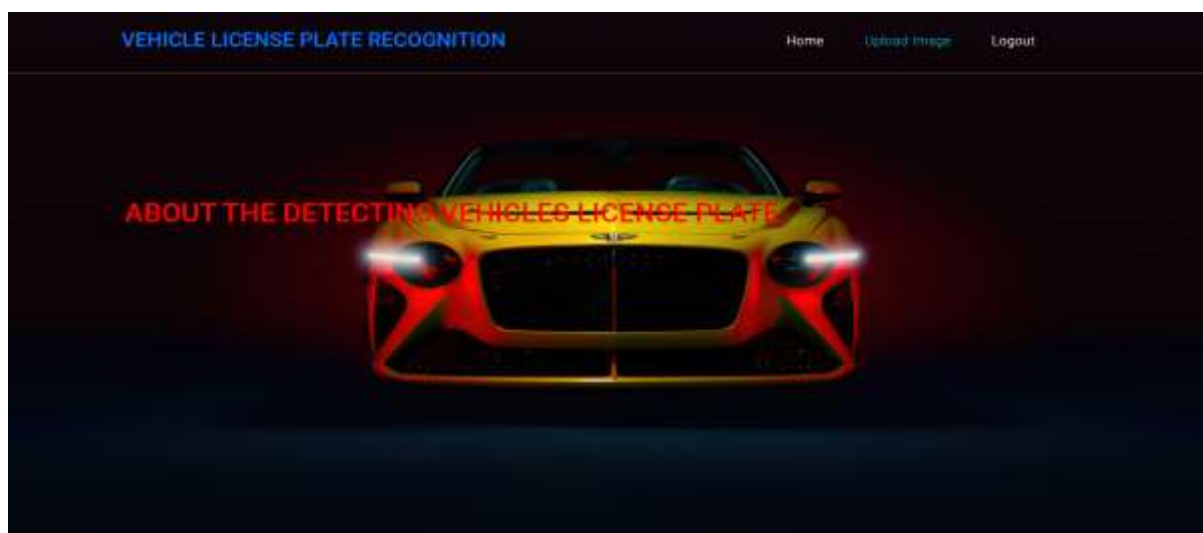 VEHICLE LICENSE PLATE RECOGNITION
Home Upload Image Logout
ABOUT THE DETECTING VEHICLES LICENSE PLATE